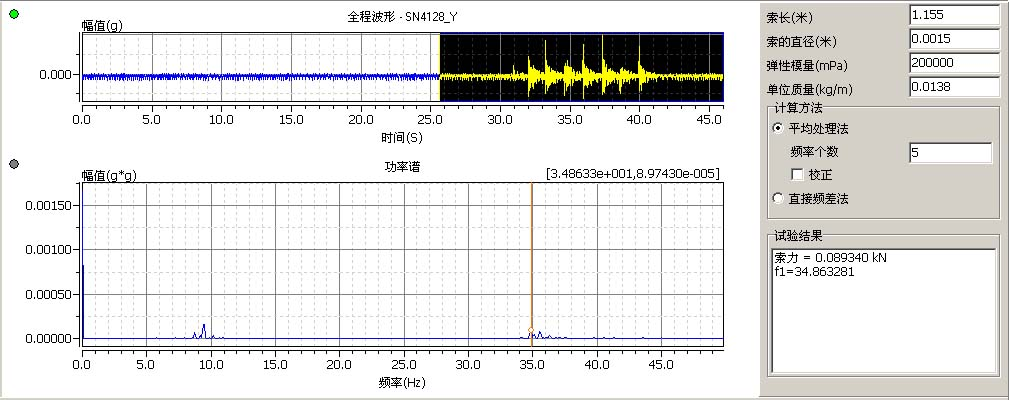 全程波形 - SN4128_Y
幅值(g)
0.000
0.0 5.0 10.0 15.0 20.0 25.0 30.0 35.0 40.0 45.0
时间(S)
功率谱
幅值(g*g)
[3.48633e+001,8.97430e-005]
0.00150
0.00100
0.00050
0.00000
0.0 5.0 10.0 15.0 20.0 25.0 30.0 35.0 40.0 45.0
频率(Hz)
索长(米) 1.155
索的直径(米) 0.0015
弹性模量(mPa) 200000
单位质量(kg/m) 0.0138
计算方法
平均处理法
频率个数 5
校正
直接频差法
试验结果
索力 = 0.089340 kN
f1=34.863281